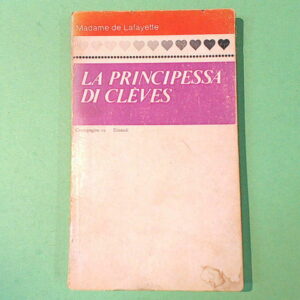 Madame de Lafayette
LA PRINCIPESSA
DI CLÈVES
Einaudi